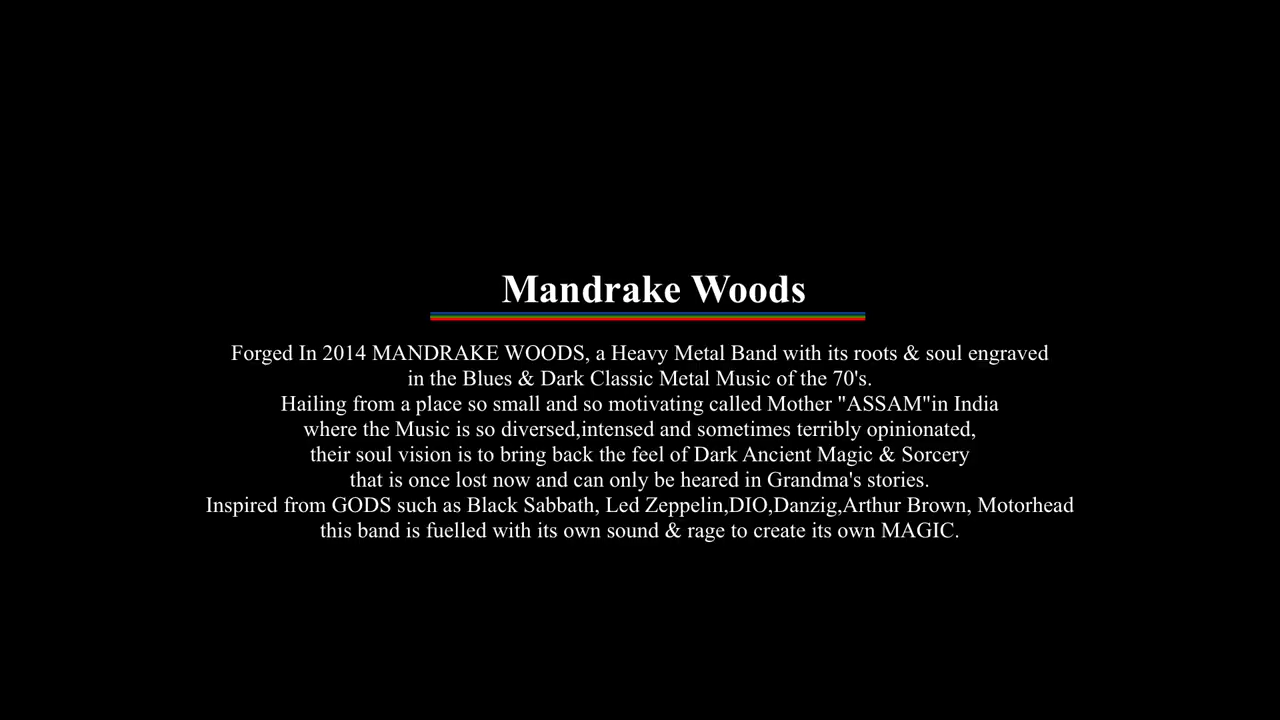 Mandrake Woods
Forged In 2014 MANDRAKE WOODS, a Heavy Metal Band with its roots & soul engraved
in the Blues & Dark Classic Metal Music of the 70's.
Hailing from a place so small and so motivating called Mother "ASSAM"in India
where the Music is so diversed,intensed and sometimes terribly opinionated,
their soul vision is to bring back the feel of Dark Ancient Magic & Sorcery
that is once lost now and can only be heared in Grandma's stories.
Inspired from GODS such as Black Sabbath, Led Zeppelin,DIO,Danzig,Arthur Brown, Motorhead
this band is fuelled with its own sound & rage to create its own MAGIC.